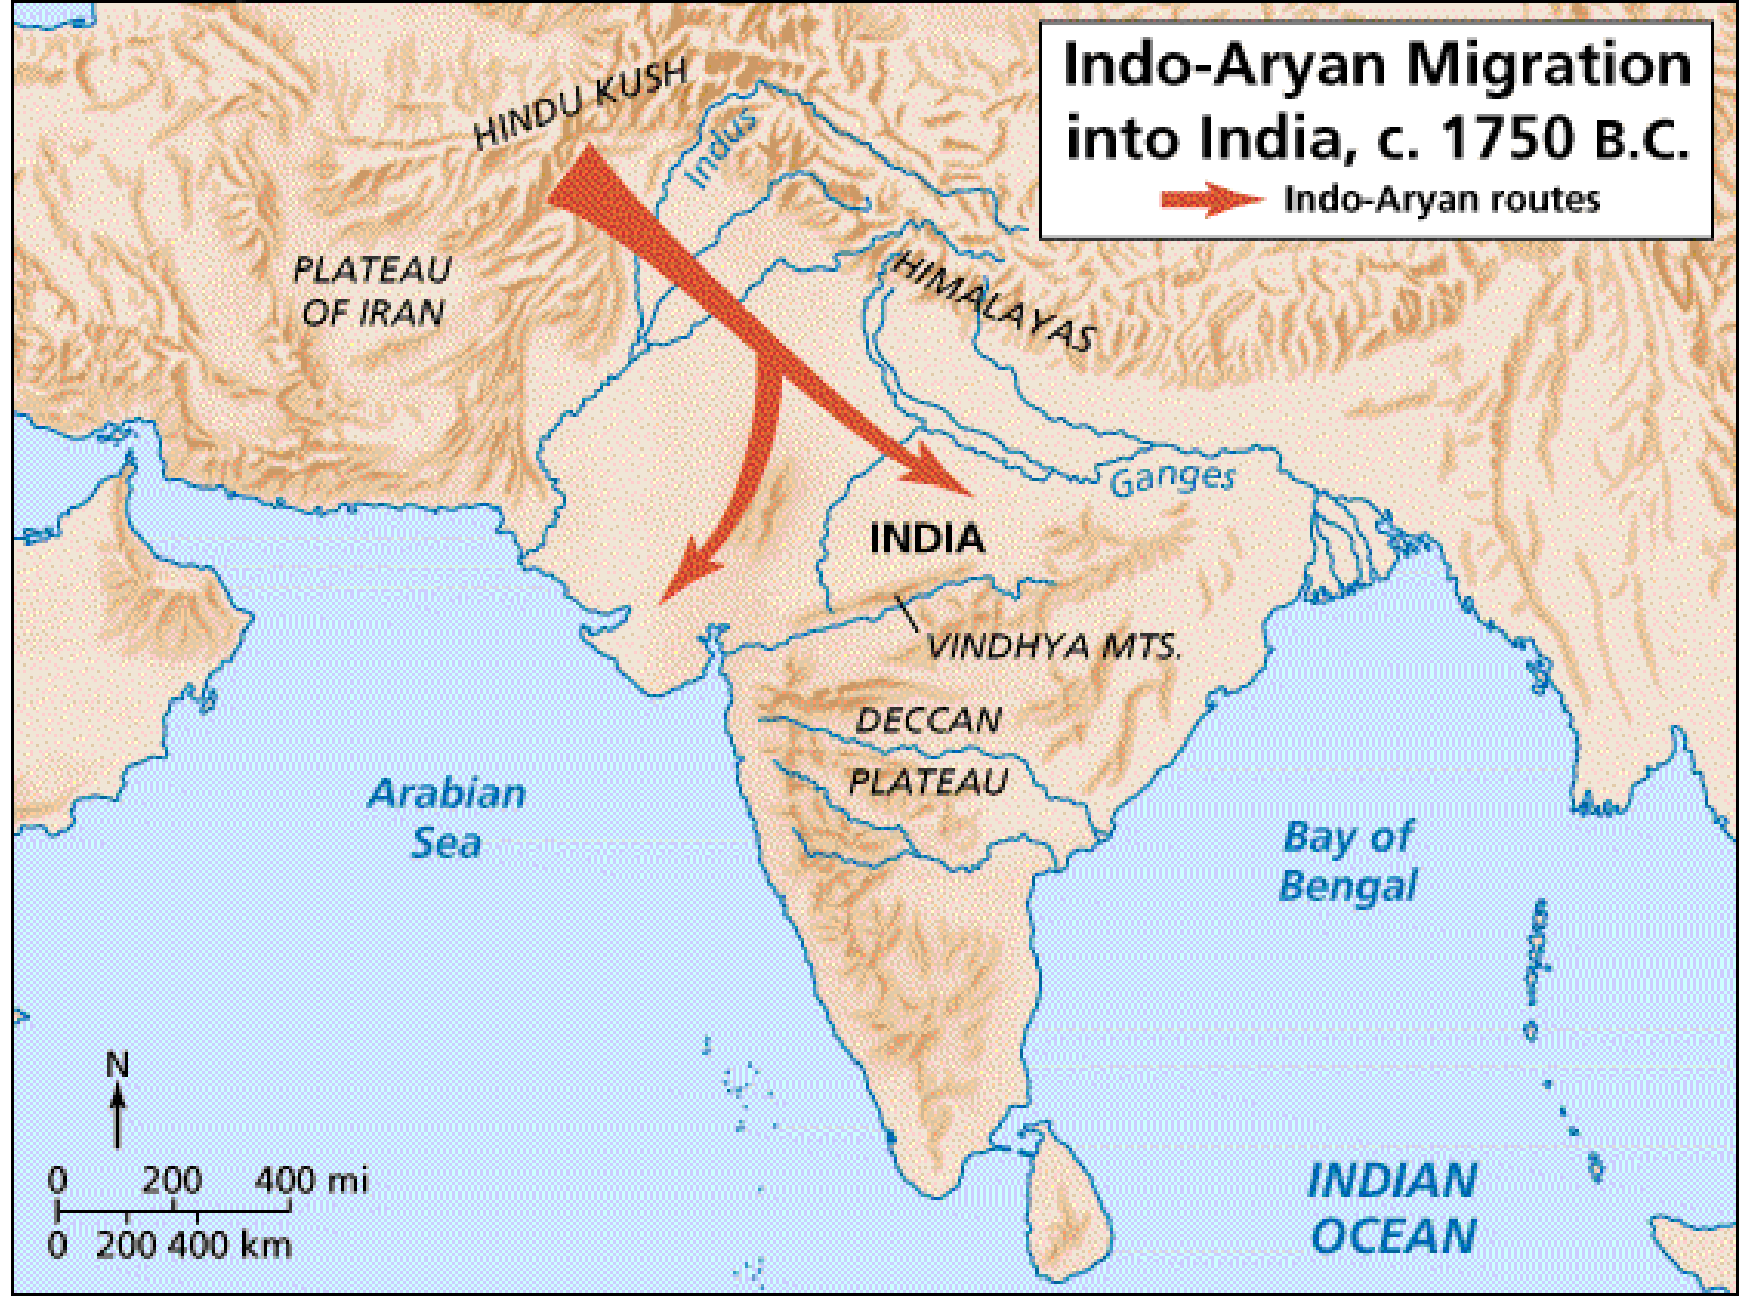 Indo-Aryan Migration
into India, c. 1750 B.C.
Indo-Aryan routes
HINDU KUSH
Indus
PLATEAU
OF IRAN
HIMALAYAS
Ganges
INDIA
VINDHYA MTS.
DECCAN
PLATEAU
Arabian
Sea
Bay of
Bengal
N
0 200 400 mi
0 200 400 km
INDIAN
OCEAN